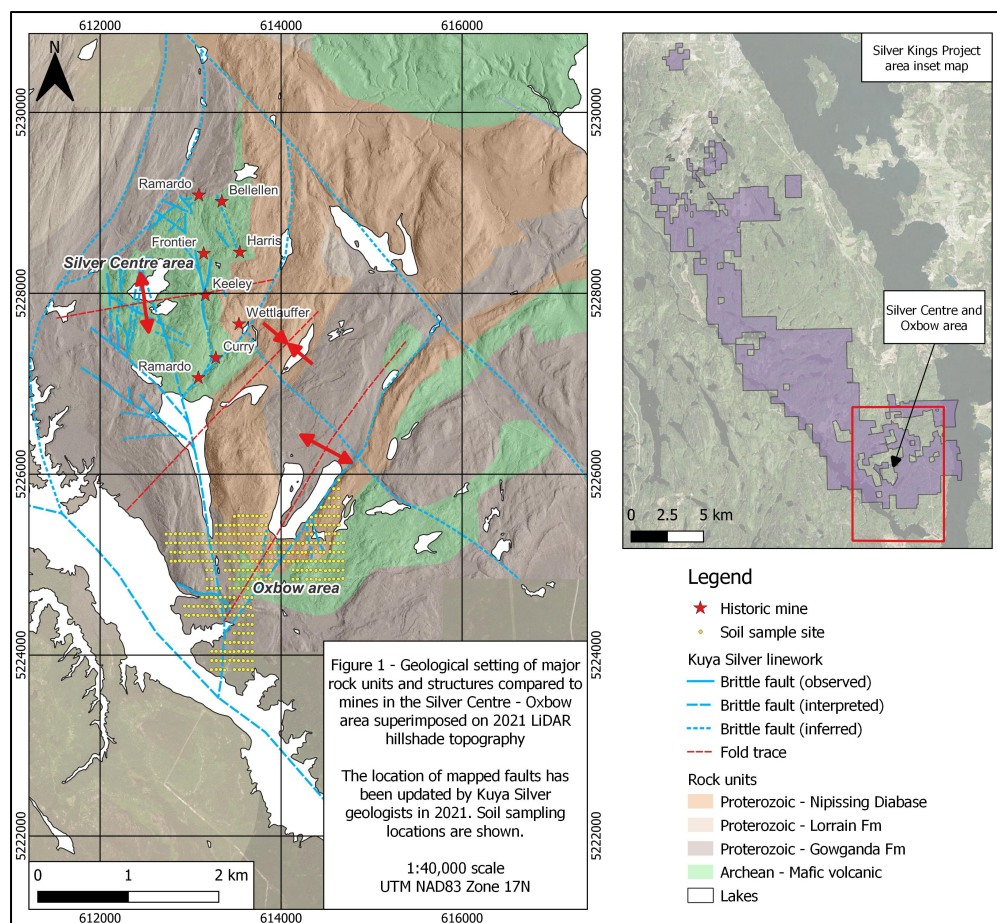 612000
614000
616000
N
5230000
5230000
Ramardo
Bellellen
Frontier
Harris
Silver Centre area
Keeley
5228000
5228000
Wettlauffer
Curry
Ramardo
5226000
5226000
Oxbow area
5224000
5224000
Figure 1 - Geological setting of major
rock units and structures compared to
mines in the Silver Centre - Oxbow
area superimposed on 2021 LiDAR
hillshade topography
The location of mapped faults has
been updated by Kuya Silver
geologists in 2021. Soil sampling
locations are shown.
1:40,000 scale
UTM NAD83 Zone 17N
5222000
5222000
0 1 2 km
612000
614000
616000
Silver Kings Project
area inset map
Silver Centre and
Oxbow area
0 2.5 5 km
Legend
Historic mine
Soil sample site
Kuya Silver linework
Brittle fault (observed)
Brittle fault (interpreted)
Brittle fault (inferred)
Fold trace
Rock units
Proterozoic - Nipissing Diabase
Proterozoic - Lorrain Fm
Proterozoic - Gowganda Fm
Archean - Mafic volcanic
Lakes